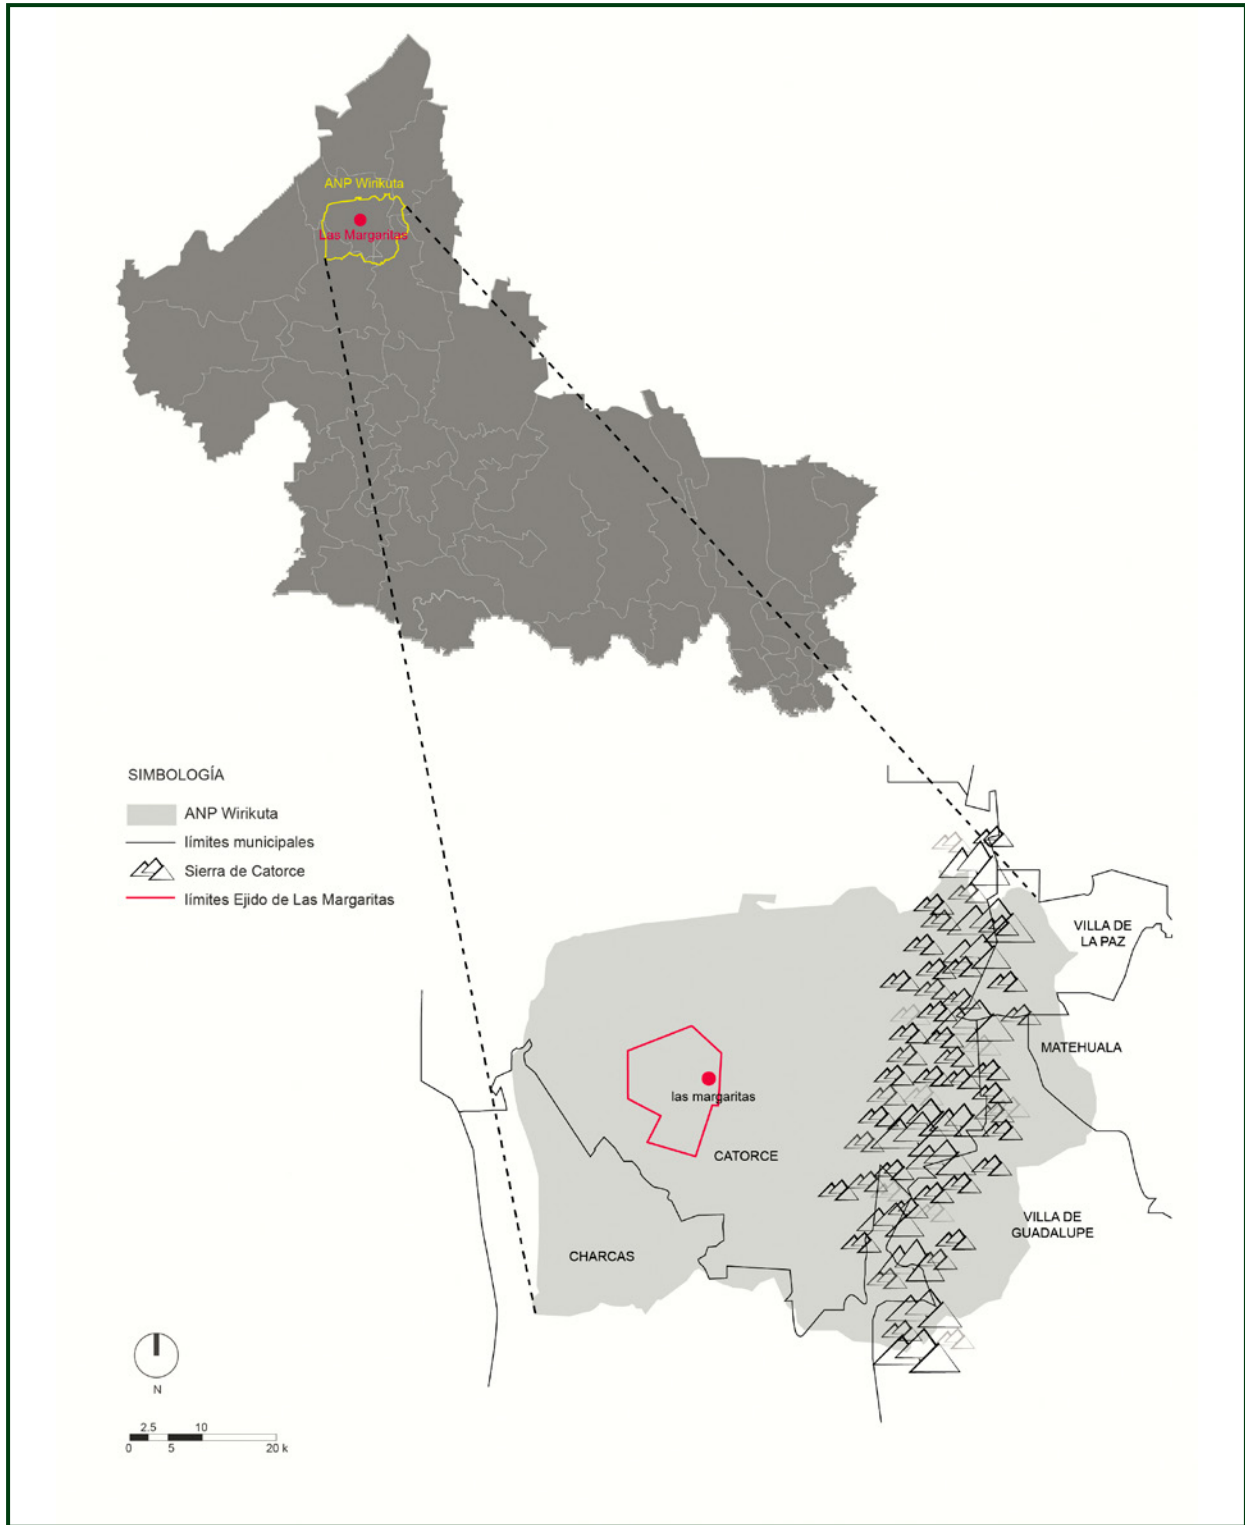 ANP Wirikuta
Las Margaritas
SIMBOLOGÍA
ANP Wirikuta
límites municipales
Sierra de Catorce
límites Ejido de Las Margaritas
VILLA DE
LA PAZ
MATEHUALA
las margaritas
CATORCE
VILLA DE
GUADALUPE
CHARCAS
N
2.5 10
0 5 20 k